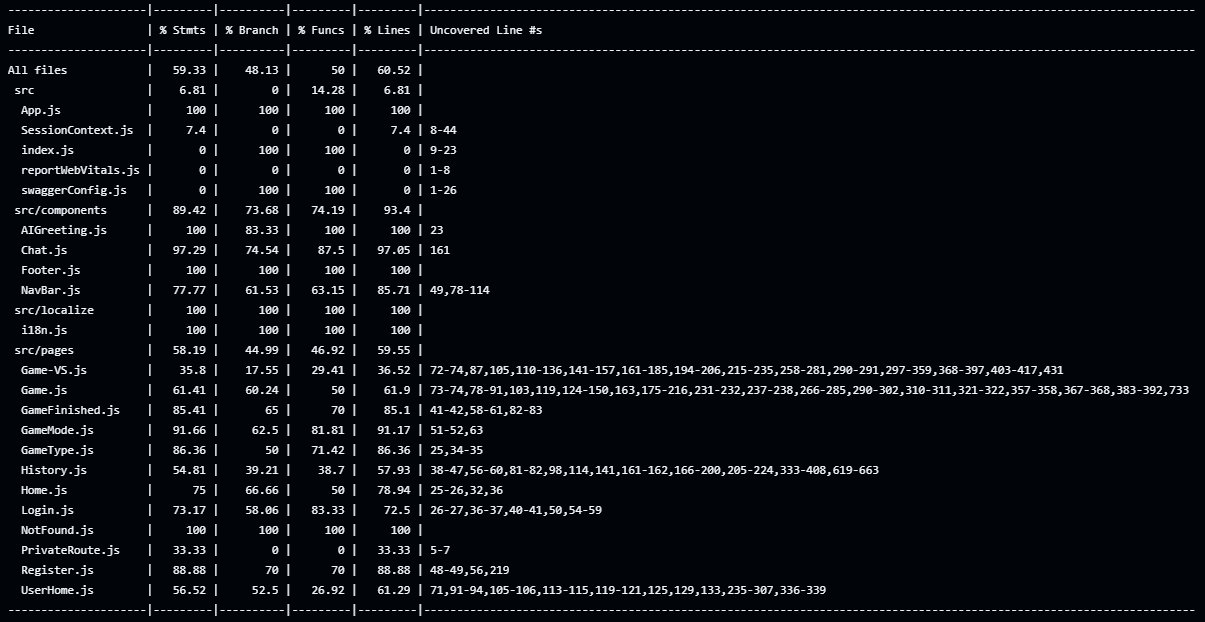 ---------------------|---------|----------|---------|---------|-------------------------------------------------------------------------------------------------------------------
File                 | % Stmts | % Branch | % Funcs | % Lines | Uncovered Line #s
---------------------|---------|----------|---------|---------|-------------------------------------------------------------------------------------------------------------------
All files            |   59.33 |    48.13 |      50 |   60.52 |
 src                 |    6.81 |        0 |   14.28 |    6.81 |
  App.js             |     100 |      100 |     100 |     100 |
  SessionContext.js  |     7.4 |        0 |       0 |     7.4 | 8-44
  index.js           |       0 |      100 |     100 |       0 | 9-23
  reportWebVitals.js |       0 |        0 |       0 |       0 | 1-8
  swaggerConfig.js   |       0 |      100 |     100 |       0 | 1-26
 src/components      |   89.42 |    73.68 |   74.19 |    93.4 |
  AIGreeting.js      |     100 |    83.33 |     100 |     100 | 23
  Chat.js            |   97.29 |    74.54 |    87.5 |   97.05 | 161
  Footer.js          |     100 |      100 |     100 |     100 |
  NavBar.js          |   77.77 |    61.53 |   63.15 |   85.71 | 49,78-114
 src/localize        |     100 |      100 |     100 |     100 |
  i18n.js            |     100 |      100 |     100 |     100 |
 src/pages           |   58.19 |    44.99 |   46.92 |   59.55 |
  Game-VS.js         |    35.8 |    17.55 |   29.41 |   36.52 | 72-74,87,105,110-136,141-157,161-185,194-206,215-235,258-281,290-291,297-359,368-397,403-417,431
  Game.js            |   61.41 |    60.24 |      50 |    61.9 | 73-74,78-91,103,119,124-150,163,175-216,231-232,237-238,266-285,290-302,310-311,321-322,357-358,367-368,383-392,733
  GameFinished.js    |   85.41 |       65 |      70 |    85.1 | 41-42,58-61,82-83
  GameMode.js        |   91.66 |     62.5 |   81.81 |   91.17 | 51-52,63
  GameType.js        |   86.36 |       50 |   71.42 |   86.36 | 25,34-35
  History.js         |   54.81 |    39.21 |    38.7 |   57.93 | 38-47,56-60,81-82,98,114,141,161-162,166-200,205-224,333-408,619-663
  Home.js            |      75 |    66.66 |      50 |   78.94 | 25-26,32,36
  Login.js           |   73.17 |    58.06 |   83.33 |    72.5 | 26-27,36-37,40-41,50,54-59
  NotFound.js        |     100 |      100 |     100 |     100 |
  PrivateRoute.js    |   33.33 |        0 |       0 |   33.33 | 5-7
  Register.js        |   88.88 |       70 |      70 |   88.88 | 48-49,56,219
  UserHome.js        |   56.52 |     52.5 |   26.92 |   61.29 | 71,91-94,105-106,113-115,119-121,125,129,133,235-307,336-339
---------------------|---------|----------|---------|---------|-------------------------------------------------------------------------------------------------------------------